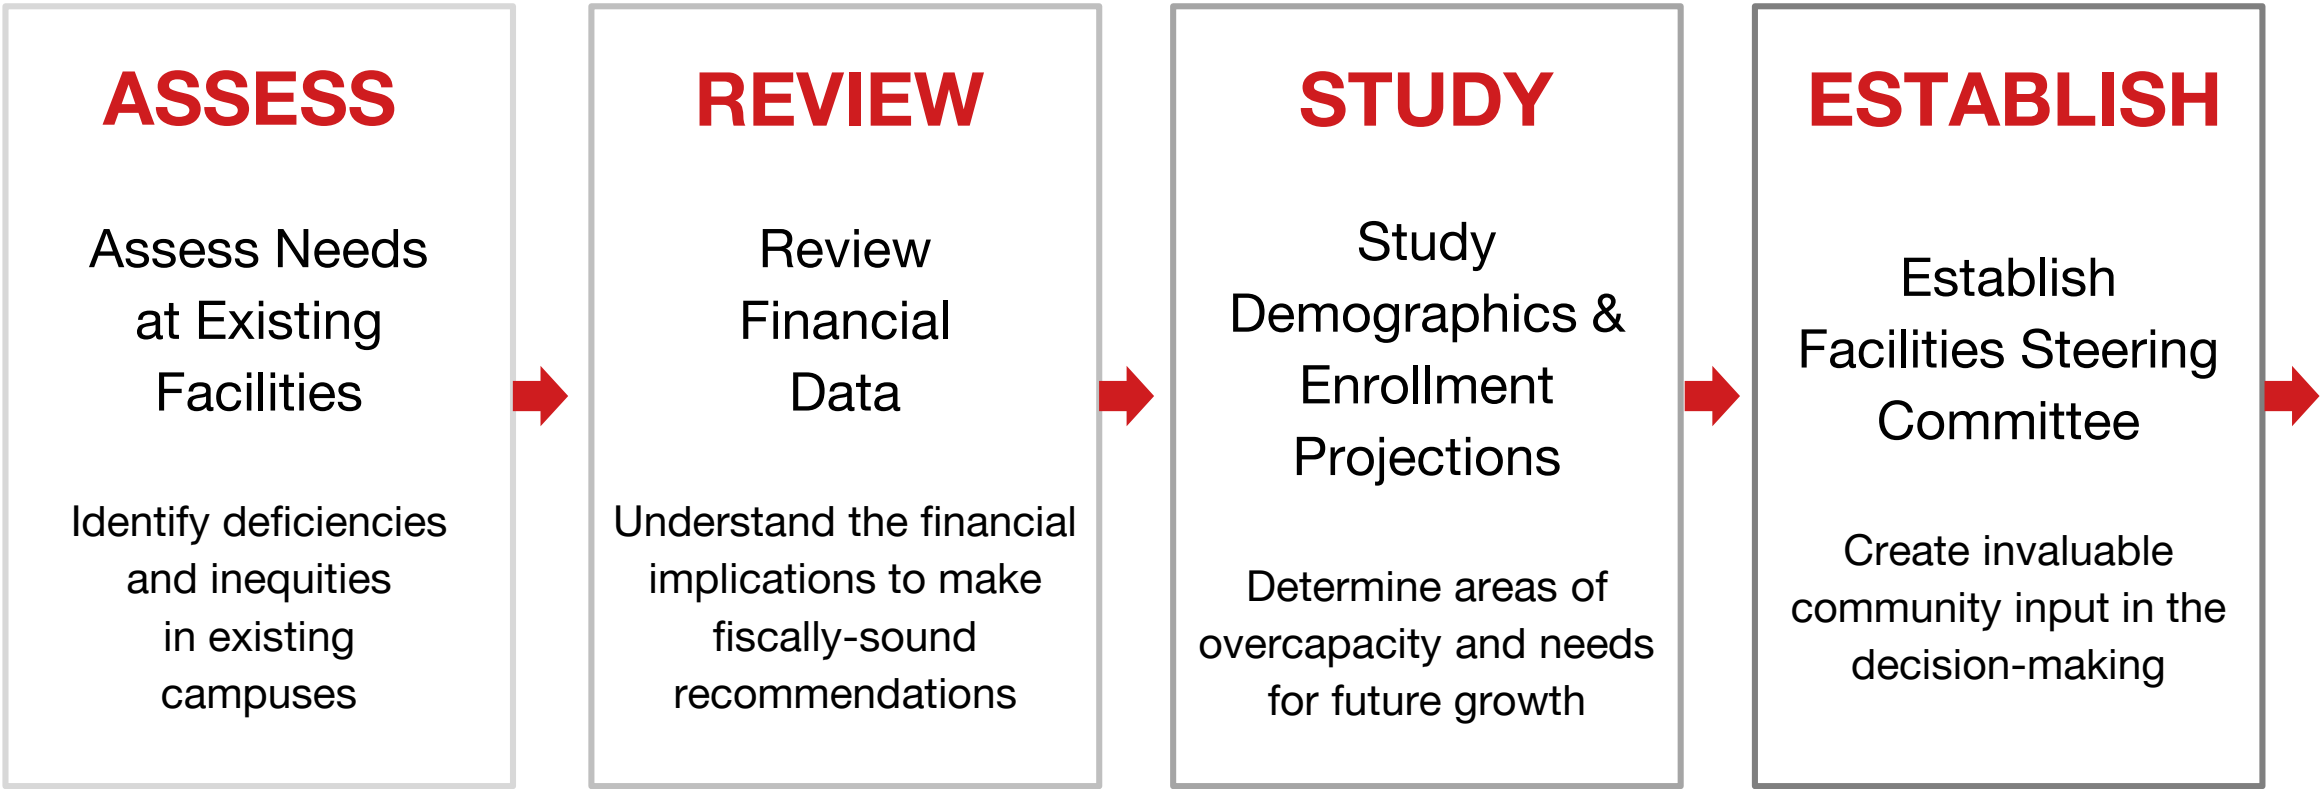 ASSESS
Assess Needs
at Existing
Facilities
Identify deficiencies
and inequities
in existing
campuses
REVIEW
Review
Financial
Data
Understand the financial
implications to make
fiscally-sound
recommendations
STUDY
Study
Demographics &
Enrollment
Projections
Determine areas of
overcapacity and needs
for future growth
ESTABLISH
Establish
Facilities Steering
Committee
Create invaluable
community input in the
decision-making